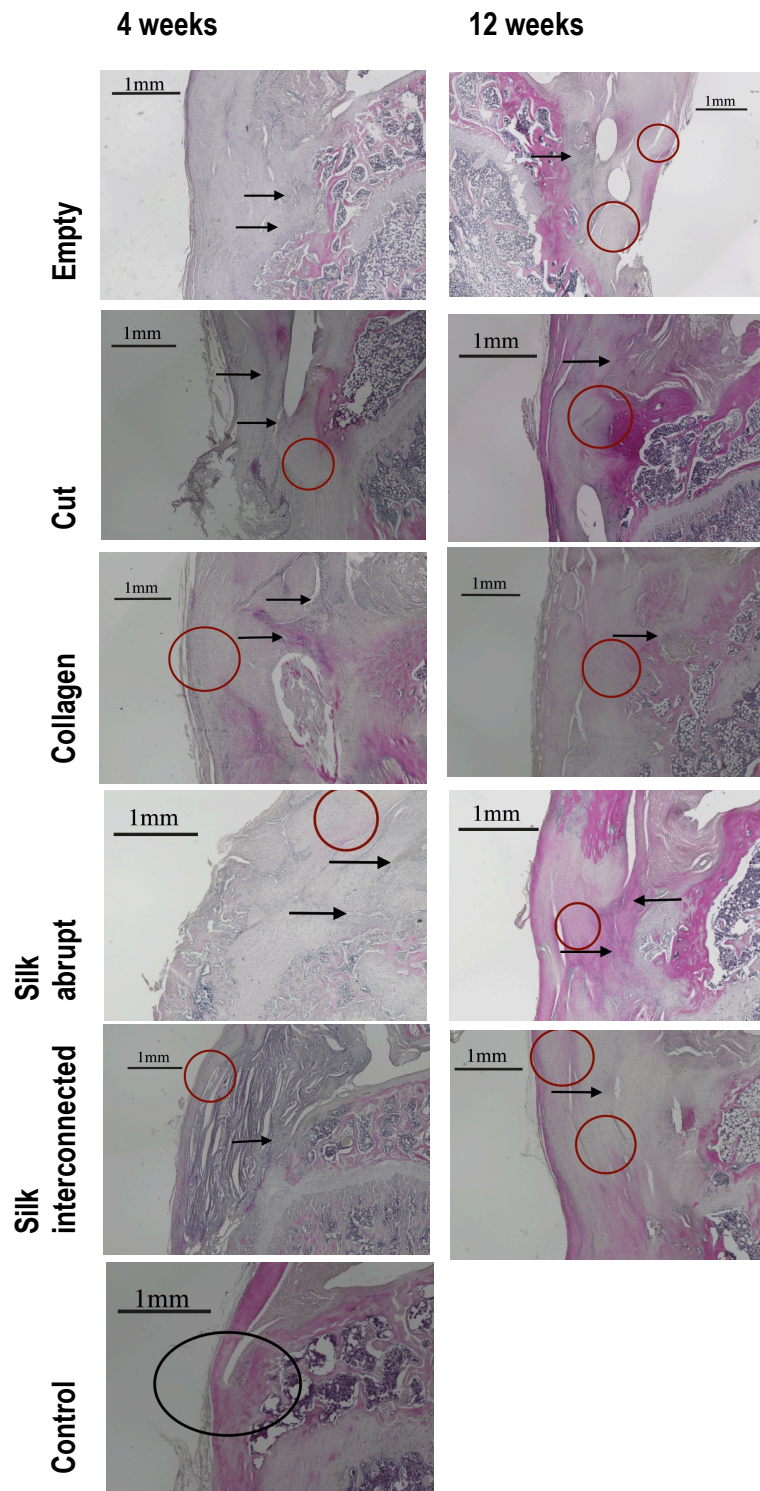 4 weeks 12 weeks
Empty
1mm
1mm
Cut
1mm
1mm
Collagen
1mm
1mm
Silk
abrupt
1mm
1mm
Silk
interconnected
1mm
1mm
Control
1mm